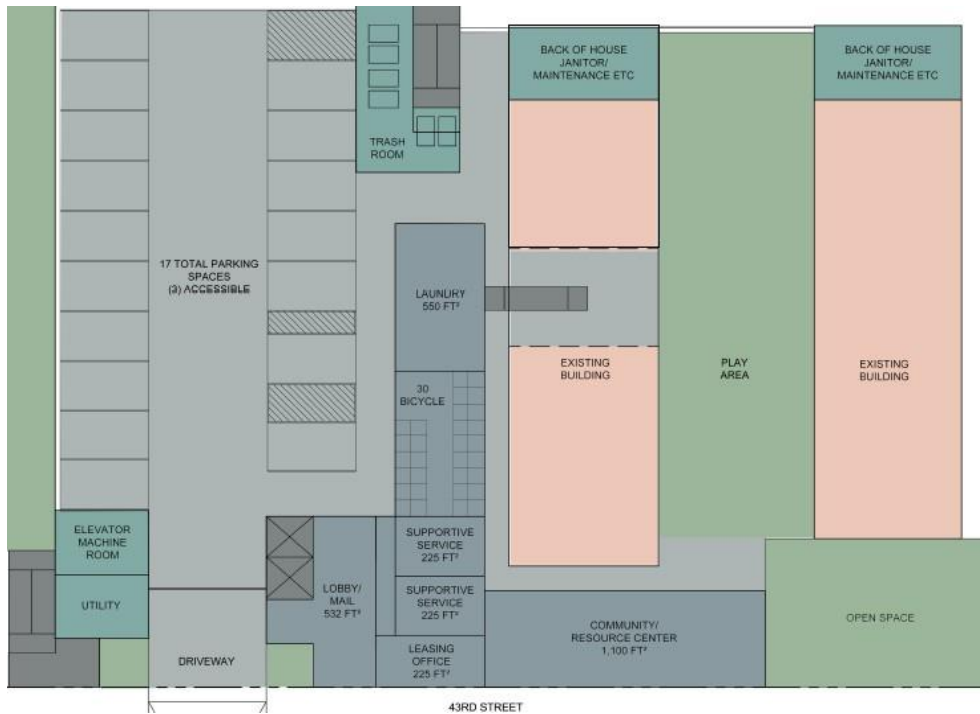 BACK OF HOUSE
JANITOR/
MAINTENANCE ETC
BACK OF HOUSE
JANITOR/
MAINTENANCE ETC
TRASH
ROOM
17 TOTAL PARKING
SPACES
(3) ACCESSIBLE
LAUNDRY
550 FT²
EXISTING
BUILDING
PLAY
AREA
EXISTING
BUILDING
30
BICYCLE
ELEVATOR
MACHINE
ROOM
SUPPORTIVE
SERVICE
225 FT²
UTILITY
LOBBY/
MAIL
532 FT²
SUPPORTIVE
SERVICE
225 FT²
COMMUNITY/
RESOURCE CENTER
1,100 FT²
OPEN SPACE
DRIVEWAY
LEASING
OFFICE
225 FT²
43RD STREET